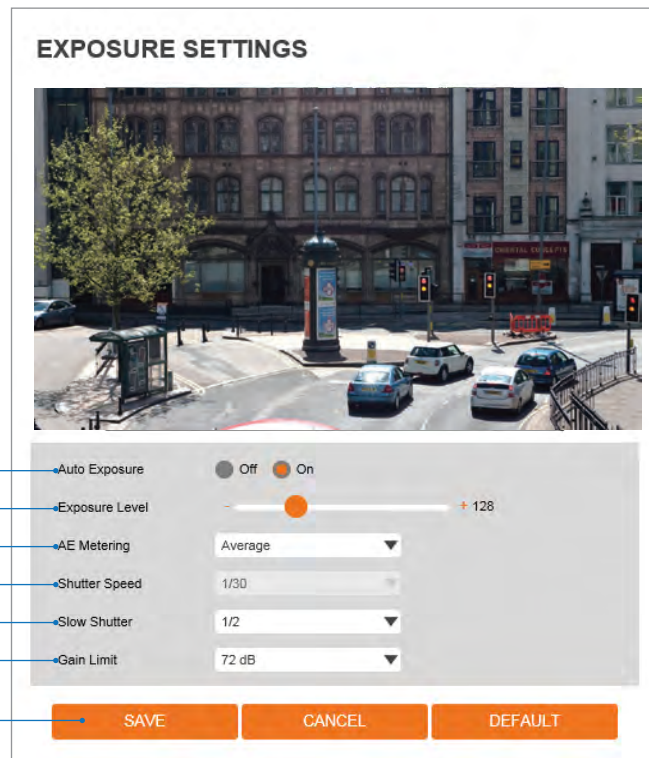 EXPOSURE SETTINGS
ORIENTAL CONCEPTS
Auto Exposure Off On
Exposure Level - + 128
AE Metering Average
Shutter Speed 1/30
Slow Shutter 1/2
Gain Limit 72 dB
SAVE CANCEL DEFAULT